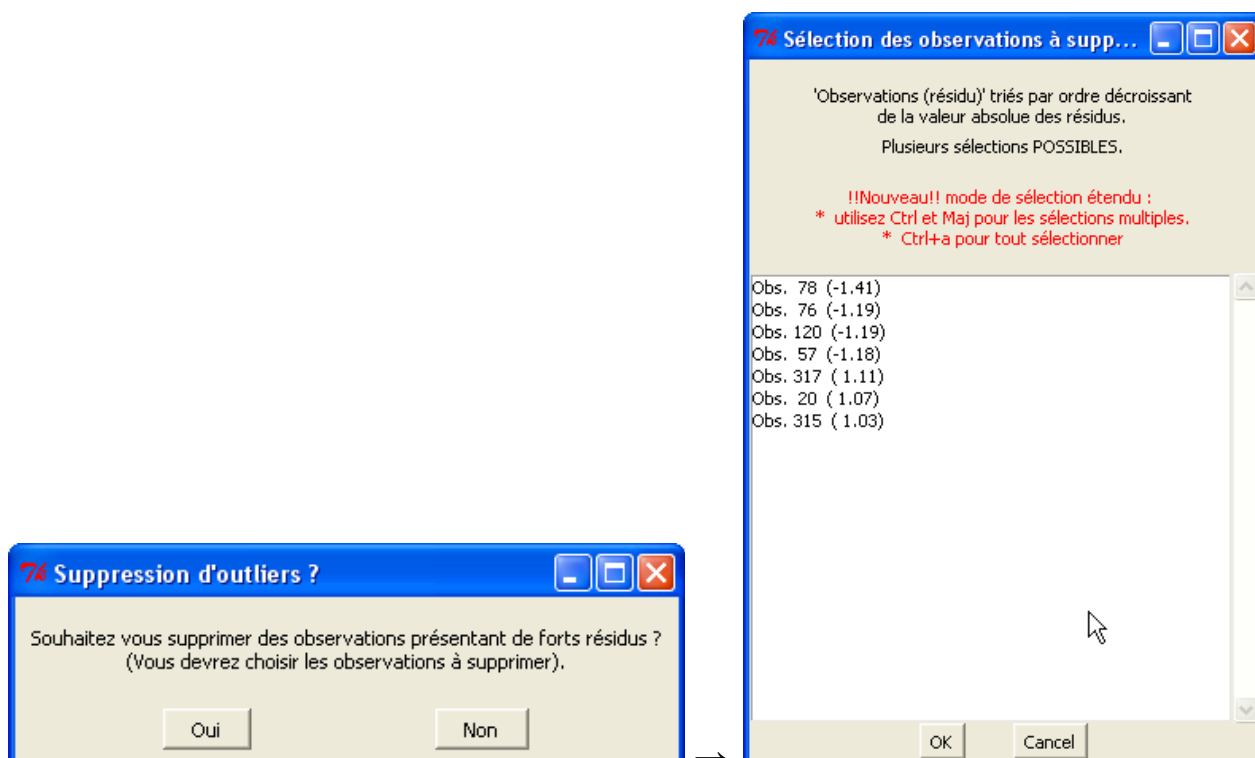 Suppression d'outliers ?
Souhaitez vous supprimer des observations présentant de forts résidus ?
(Vous devrez choisir les observations à supprimer).
Oui
Non
→
Sélection des observations à supp...
'Observations (résidu)' triés par ordre décroissant
de la valeur absolue des résidus.
Plusieurs sélections POSSIBLES.
!!Nouveau!! mode de sélection étendu :
* utilisez Ctrl et Maj pour les sélections multiples.
* Ctrl+a pour tout sélectionner
Obs. 78 (-1.41)
Obs. 76 (-1.19)
Obs. 120 (-1.19)
Obs. 57 (-1.18)
Obs. 317 ( 1.11)
Obs. 20 ( 1.07)
Obs. 315 ( 1.03)
OK
Cancel